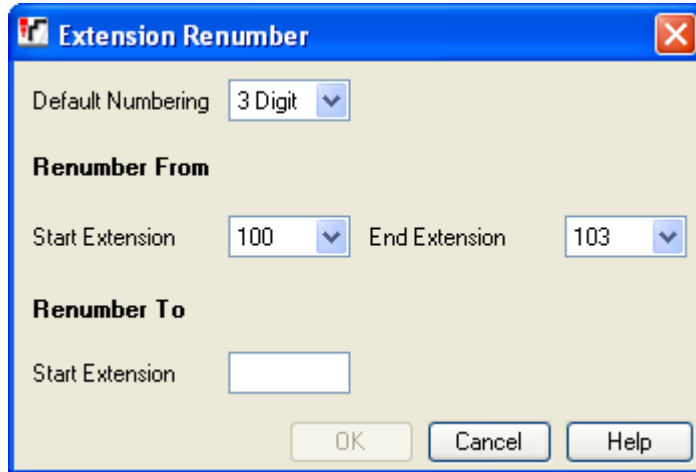 Extension Renumber
Default Numbering 3 Digit
Renumber From
Start Extension 100 End Extension 103
Renumber To
Start Extension
OK Cancel Help